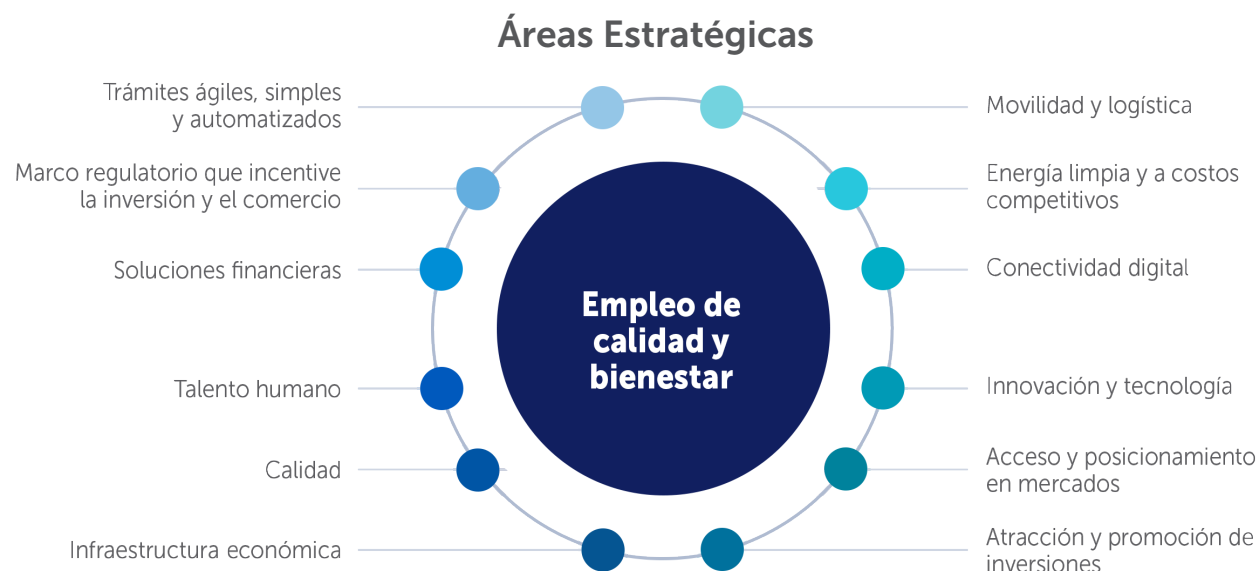 Áreas Estratégicas
Trámites ágiles, simples
y automatizados
Marco regulatorio que incentive
la inversión y el comercio
Soluciones financieras
Talento humano
Calidad
Infraestructura económica
Empleo de
calidad y
bienestar
Movilidad y logística
Energía limpia y a costos
competitivos
Conectividad digital
Innovación y tecnología
Acceso y posicionamiento
en mercados
Atracción y promoción de
inversiones